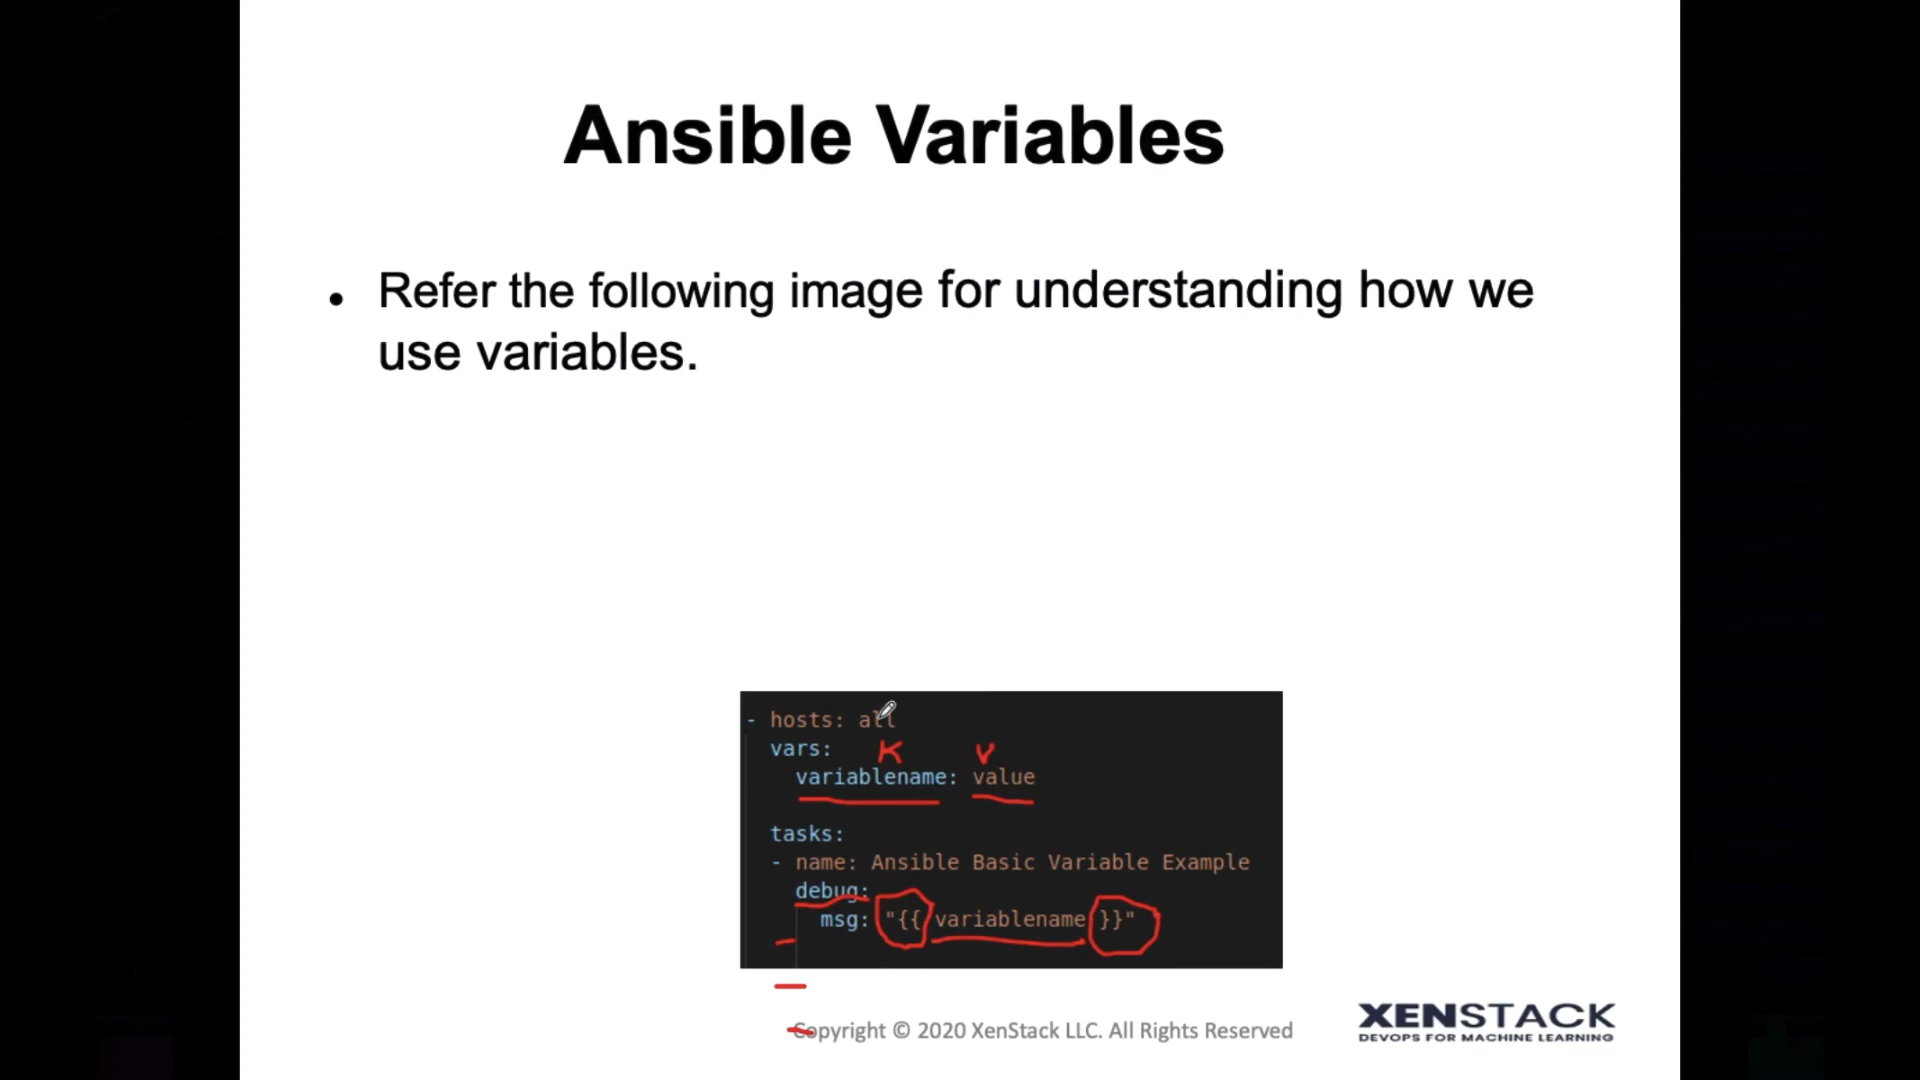 Ansible Variables
• Refer the following image for understanding how we
use variables.
- hosts: all
vars:
K V
variablename: value
tasks:
- name: Ansible Basic Variable Example
debug:
msg: "{{ variablename }}"
Copyright © 2020 XenStack LLC. All Rights Reserved
XENSTACK
DEVOPS FOR MACHINE LEARNING